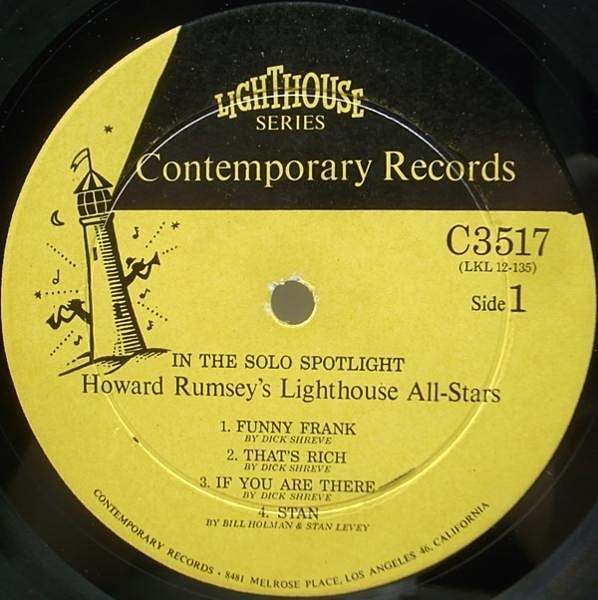 LIGHTHOUSE
SERIES
Contemporary Records
C3517
(LKL 12-135)
Side 1
IN THE SOLO SPOTLIGHT
Howard Rumsey's Lighthouse All-Stars
1. FUNNY FRANK
BY DICK SHREVE
2. THAT'S RICH
BY DICK SHREVE
3. IF YOU ARE THERE
BY DICK SHREVE
4. STAN
BY BILL HOLMAN & STAN LEVEY
CONTEMPORARY RECORDS • 8481 MELROSE PLACE, LOS ANGELES 46, CALIFORNIA